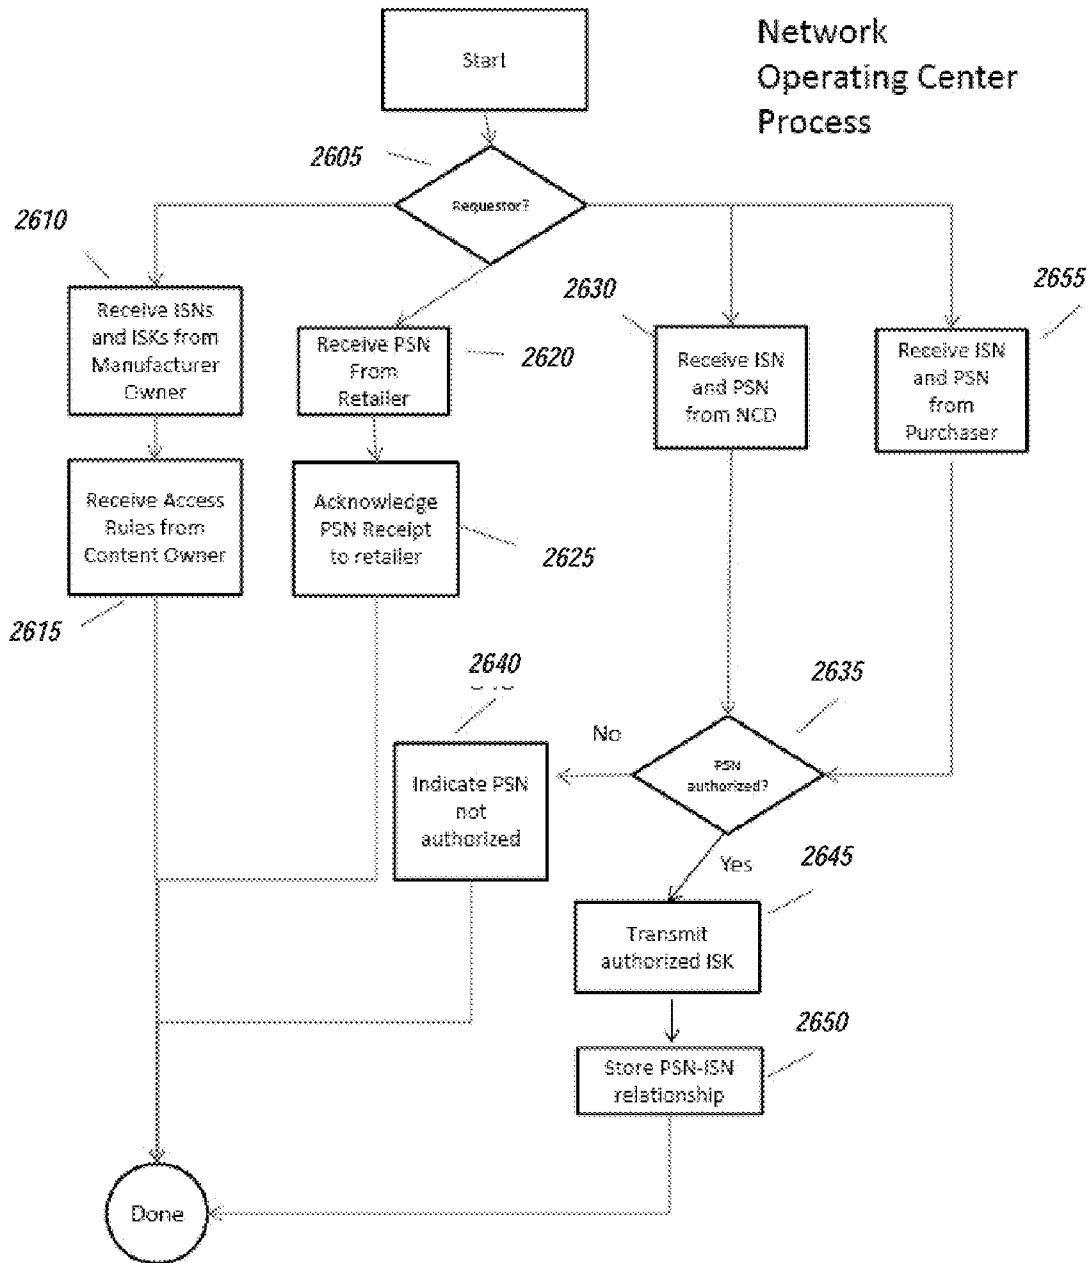 Network
Operating Center
Process
Start
2605
Requestor?
2610
Receive ISNs
and ISKs from
Manufacturer
Owner
2620
Receive PSN
From
Retailer
2630
Receive ISN
and PSN
from NCD
2655
Receive ISN
and PSN
from
Purchaser
Receive Access
Rules from
Content Owner
2615
Acknowledge
PSN Receipt
to retailer
2625
2640
Indicate PSN
not
authorized
No
2635
PSN
authorized?
Yes
2645
Transmit
authorized ISK
2650
Store PSN-ISN
relationship
Done